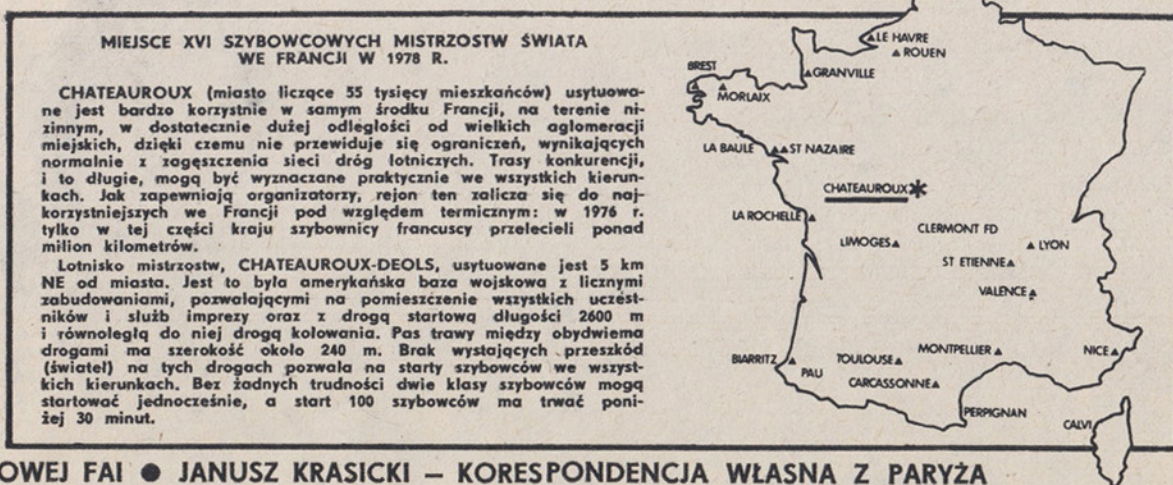 MIEJSCE XVI SZYBOWCOWYCH MISTRZOSTW ŚWIATA
WE FRANCJI W 1978 R.
CHATEAUROUX (miasto liczące 55 tysięcy mieszkańców) usytuowa-
ne jest bardzo korzystnie w samym środku Francji, na terenie ni-
zinnym, w dostatecznie dużej odległości od wielkich aglomeracji
miejskich, dzięki czemu nie przewiduje się ograniczeń, wynikających
normalnie z zagęszczenia sieci dróg lotniczych. Trasy konkurencji,
i to długie, mogą być wyznaczane praktycznie we wszystkich kierun-
kach. Jak zapewniają organizatorzy, rejon ten zalicza się do naj-
korzystniejszych we Francji pod względem termicznym: w 1976 r.
tylko w tej części kraju szybownicy francuscy przelecieli ponad
milion kilometrów.
Lotnisko mistrzostw, CHATEAUROUX-DEOLS, usytuowane jest 5 km
NE od miasta. Jest to była amerykańska baza wojskowa z licznymi
zabudowaniami, pozwalającymi na pomieszczenie wszystkich uczest-
ników i służb imprezy oraz z drogą startową długości 2600 m
i równoległą do niej drogą kołowania. Pas trawy między obydwiema
drogami ma szerokość około 240 m. Brak wystających przeszkód
(świateł) na tych drogach pozwala na starty szybowców we wszyst-
kich kierunkach. Bez żadnych trudności dwie klasy szybowców mogą
startować jednocześnie, a start 100 szybowców ma trwać poni-
żej 30 minut.
LE HAVRE
ROUEN
BREST
GRANVILLE
MORLAIX
LA BAULE
ST NAZAIRE
CHATEAUROUX
LA ROCHELLE
CLERMONT FD
LIMOGES
LYON
ST ETIENNE
VALENCE
BIARRITZ
TOULOUSE
MONTPELLIER
NICE
PAU
CARCASSONNE
PERPIGNAN
CALVI
OWEJ FAI ● JANUSZ KRASICKI – KORESPONDENCJA WŁASNA Z PARYŻA